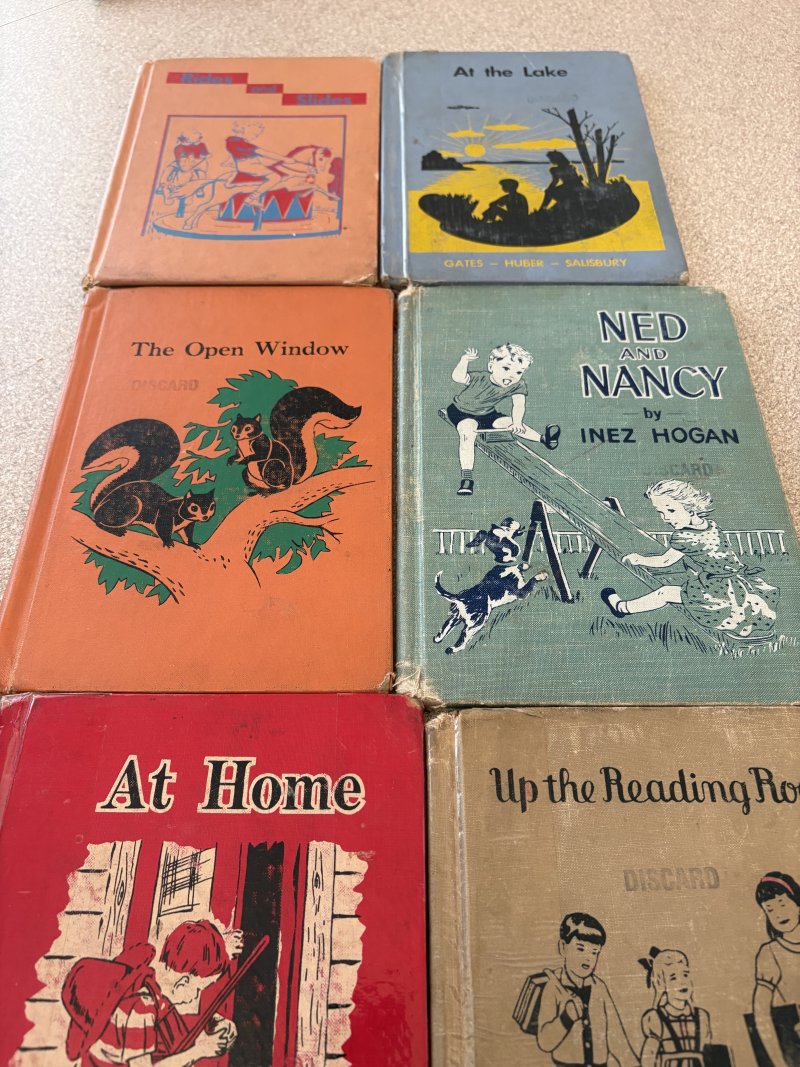 Rides and Slides
At the Lake
GATES – HUBER – SALISBURY
The Open Window
DISCARD
NED
AND
NANCY
by
INEZ HOGAN
DISCARD
At Home
Up the Reading
DISCARD